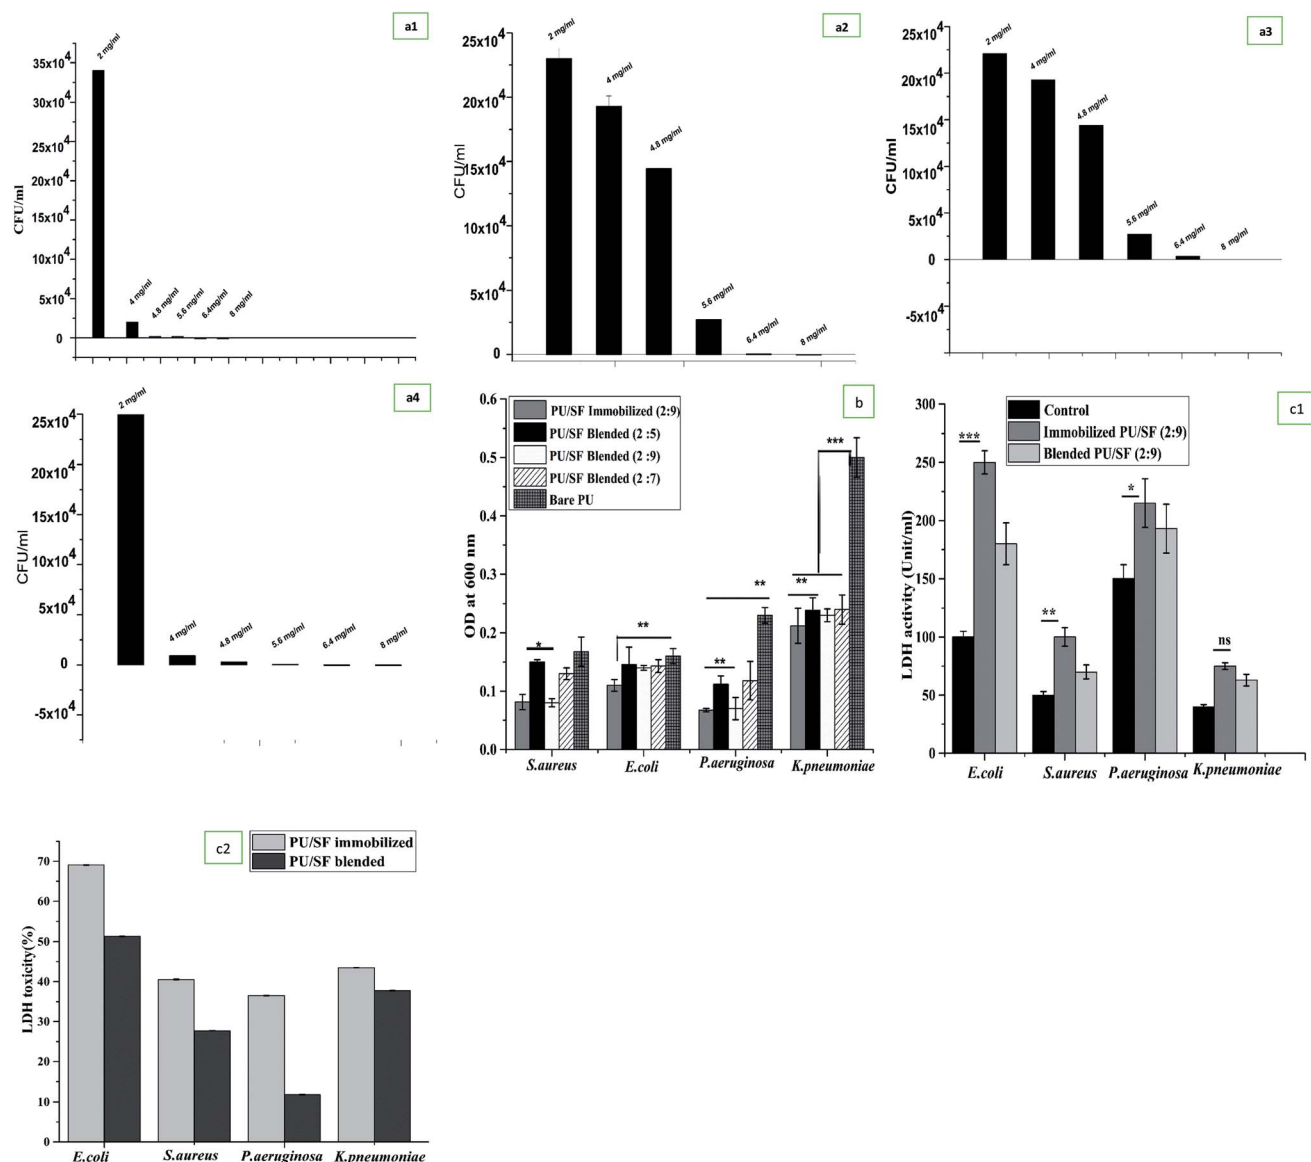 a1
2 mg/ml
35x10⁴
30x10⁴
25x10⁴
20x10⁴
15x10⁴
10x10⁴
5x10⁴
0
CFU/ml
4 mg/ml
4.8 mg/ml
5.6 mg/ml
6.4mg/ml
8 mg/ml
a2
25x10⁴
20x10⁴
15x10⁴
10x10⁴
5x10⁴
0
CFU/ml
2 mg/ml
4 mg/ml
4.8 mg/ml
5.6 mg/ml
6.4 mg/ml
8 mg/ml
a3
25x10⁴
20x10⁴
15x10⁴
10x10⁴
5x10⁴
0
-5x10⁴
CFU/ml
2 mg/ml
4 mg/ml
4.8 mg/ml
5.6 mg/ml
6.4 mg/ml
8 mg/ml
a4
25x10⁴
20x10⁴
15x10⁴
10x10⁴
5x10⁴
0
-5x10⁴
CFU/ml
2 mg/ml
4 mg/ml
4.8 mg/ml
5.6 mg/ml
6.4 mg/ml
8 mg/ml
b
PU/SF Immobilized (2:9)
PU/SF Blended (2 :5)
PU/SF Blended (2 :9)
PU/SF Blended (2 :7)
Bare PU
0.6
0.5
0.4
0.3
0.2
0.1
0.0
OD at 600 nm
*
**
**
**
**
***
S.aureus
E.coli
P.aeruginosa
K.pneumoniae
c1
Control
Immobilized PU/SF (2:9)
Blended PU/SF (2:9)
300
250
200
150
100
50
0
LDH activity (Unit/ml)
***
**
*
ns
E.coli
S.aureus
P.aeruginosa
K.pneumoniae
c2
PU/SF immobilized
PU/SF blended
70
60
50
40
30
20
10
0
LDH toxicity(%)
E.coli
S.aureus
P.aeruginosa
K.pneumoniae